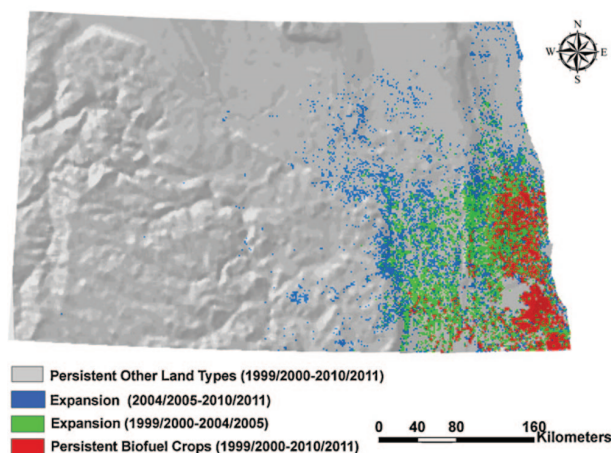 N
W E
S
Persistent Other Land Types (1999/2000-2010/2011)
Expansion (2004/2005-2010/2011)
Expansion (1999/2000-2004/2005)
Persistent Biofuel Crops (1999/2000-2010/2011)
0 40 80 160
Kilometers